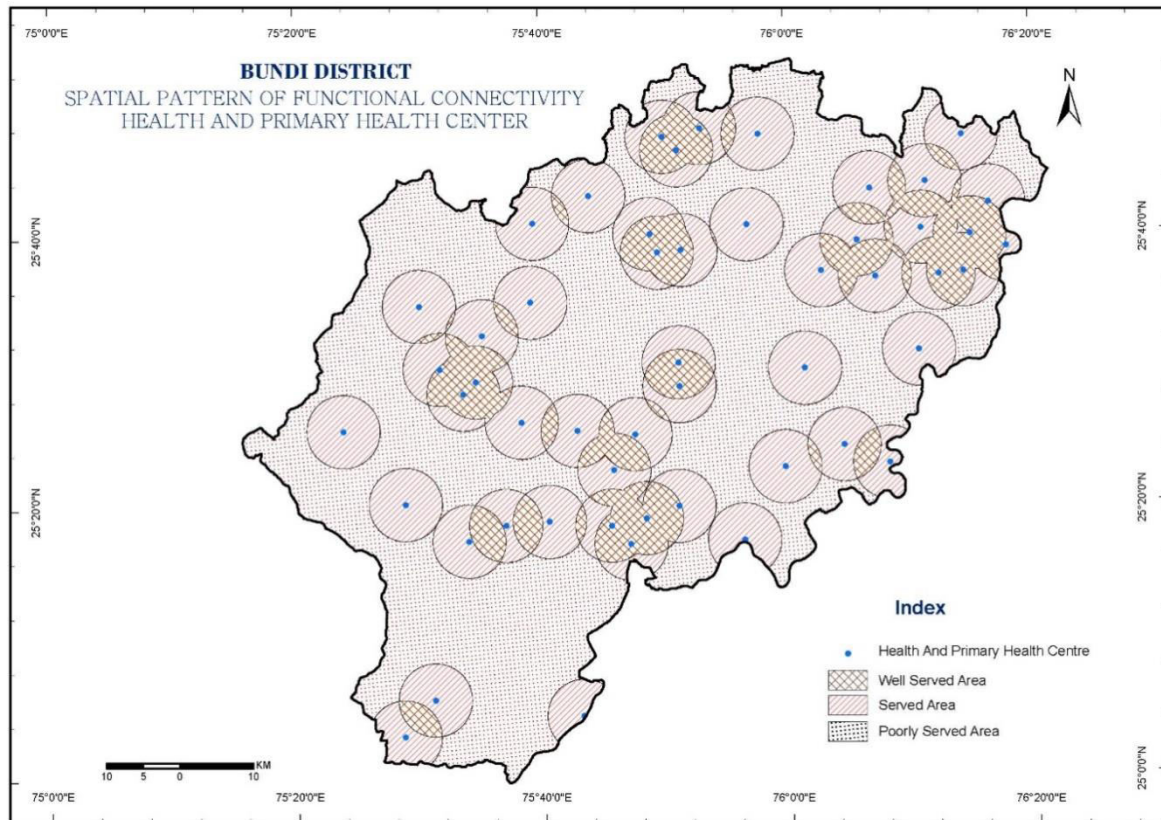 75°0'0"E 75°20'0"E 75°40'0"E 76°0'0"E 76°20'0"E
BUNDI DISTRICT
SPATIAL PATTERN OF FUNCTIONAL CONNECTIVITY
HEALTH AND PRIMARY HEALTH CENTER
N
25°40'0"N
25°40'0"N
25°20'0"N
25°20'0"N
25°0'0"N
Index
Health And Primary Health Centre
Well Served Area
Served Area
Poorly Served Area
KM
10 5 0 10
75°0'0"E 75°20'0"E 75°40'0"E 76°0'0"E 76°20'0"E